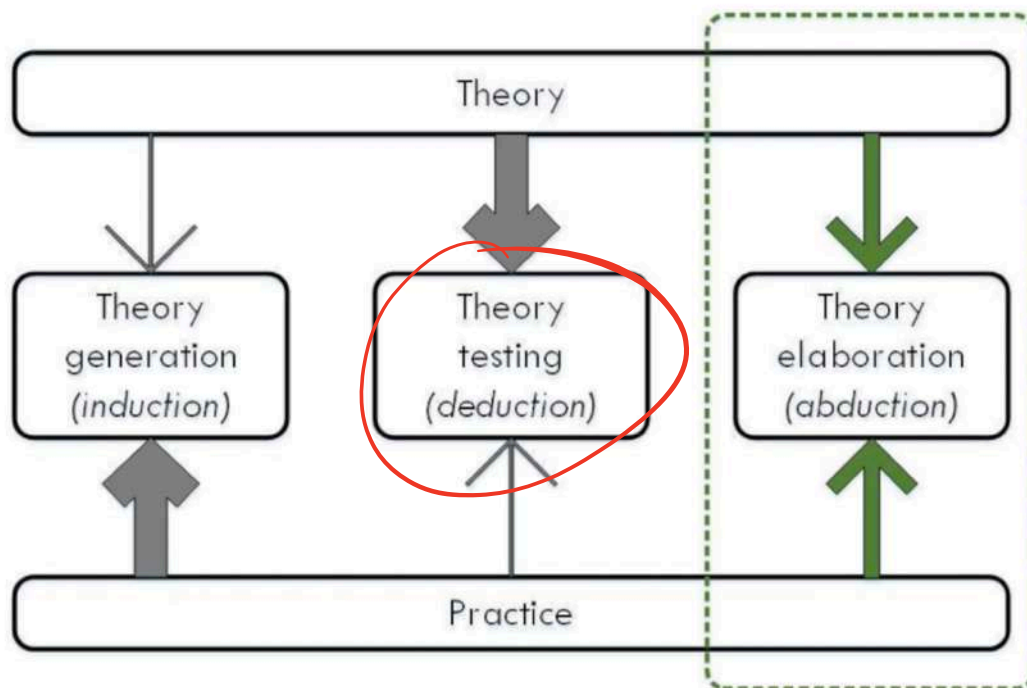 Theory
Theory
generation
(induction)
Theory
testing
(deduction)
Theory
elaboration
(abduction)
Practice